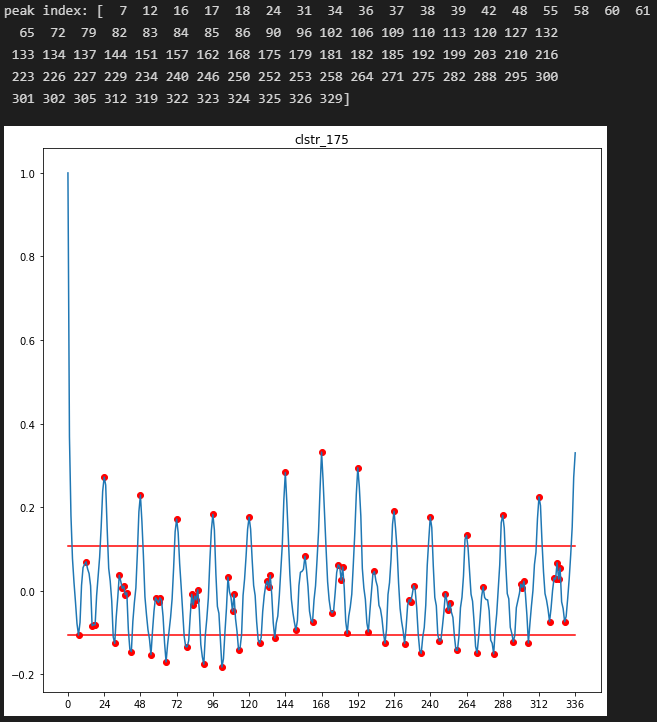 peak index: [ 7 12 16 17 18 24 31 34 36 37 38 39 42 48 55 58 60 61
65 72 79 82 83 84 85 86 90 96 102 106 109 110 113 120 127 132
133 134 137 144 151 157 162 168 175 179 181 182 185 192 199 203 210 216
223 226 227 229 234 240 246 250 252 253 258 264 271 275 282 288 295 300
301 302 305 312 319 322 323 324 325 326 329]
clstr_175
1.0
0.8
0.6
0.4
0.2
0.0
−0.2
0 24 48 72 96 120 144 168 192 216 240 264 288 312 336